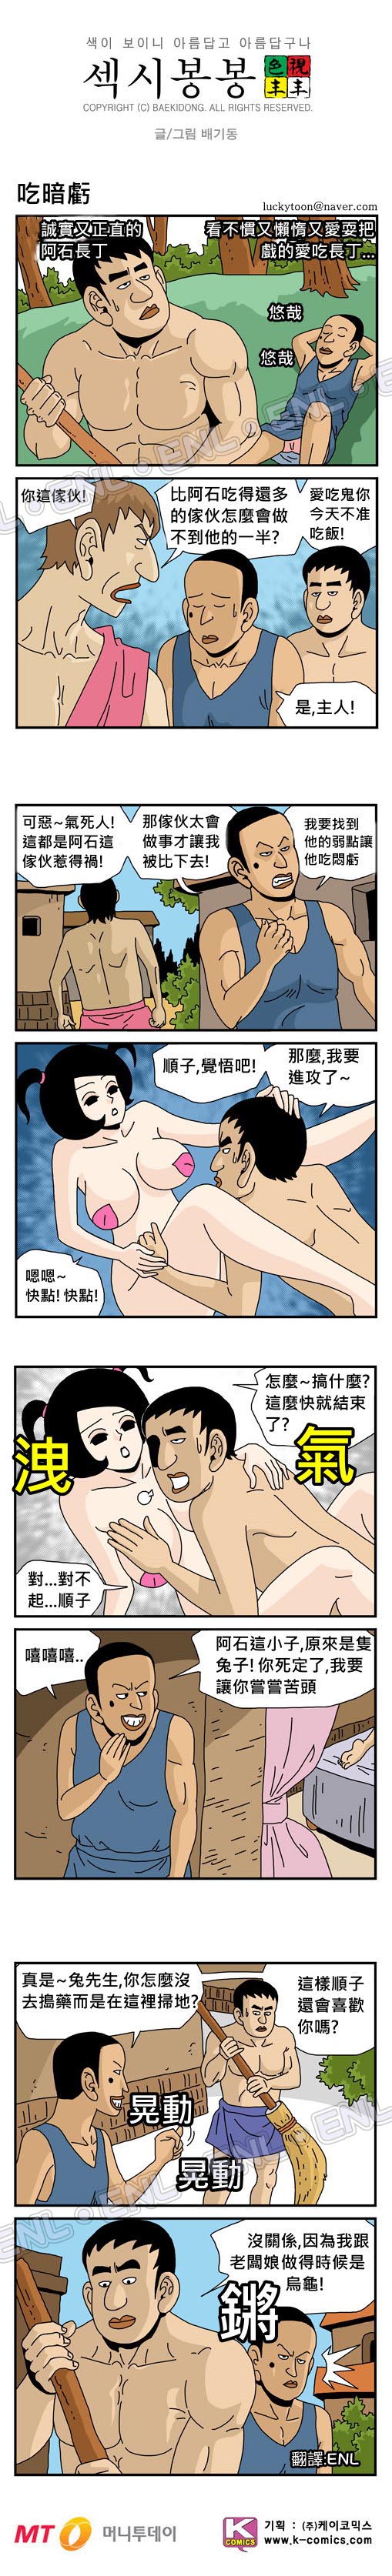 색이 보이니 아름답고 아름답구나
섹시봉봉
色視
主主
COPYRIGHT (C) BAEKIDONG. ALL RIGHTS RESERVED.
글/그림 배기동
吃暗虧
luckytoon@naver.com
誠實又正直的
阿石長工
看不慣又懶惰又愛耍把
戲的愛吃長丁...
悠哉
悠哉
你這傢伙!
比阿石吃得還多
的傢伙怎麼會做
不到他的一半?
愛吃鬼你
今天不准
吃飯!
是,主人!
可惡~氣死人!
這都是阿石這
傢伙惹得禍!
那傢伙太會
做事才讓我
被比下去!
我要找到
他的弱點讓
他吃悶虧
順子,覺悟吧!
那麼,我要
進攻了~
嗯嗯~
快點!快點!
怎麼~搞什麼?
這麼快就結束
了?
洩
氣
對...對不
起...順子
嘻嘻嘻..
阿石這小子,原來是隻
兔子!你死定了,我要
讓你嘗嘗苦頭
真是~兔先生,你怎麼沒
去搗藥而是在這裡掃地?
這樣順子
還會喜歡
你嗎?
晃動
晃動
沒關係,因為我跟
老闆娘做得時候是
烏龜!
鏘
翻譯:ENL
MT 머니투데이
K COMICS
기획 : (주)케이코믹스
www.k-comics.com